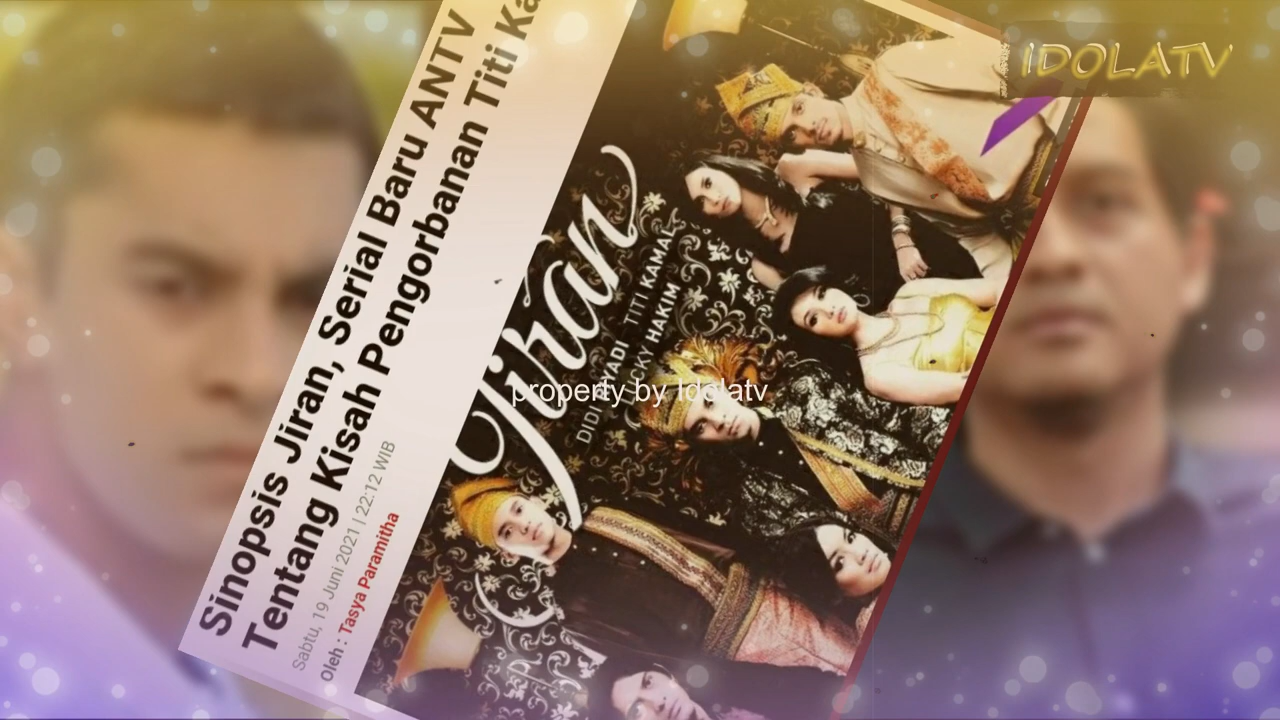 IDOLATV
Sinopsis Jiran, Serial Baru ANTV
Tentang Kisah Pengorbanan Titi Ka
Sabtu, 19 Juni 2021 | 22:12 WIB
Oleh : Tasya Paramitha
Jiran
TITI KAMAL
HAKIM
property by Idolatv